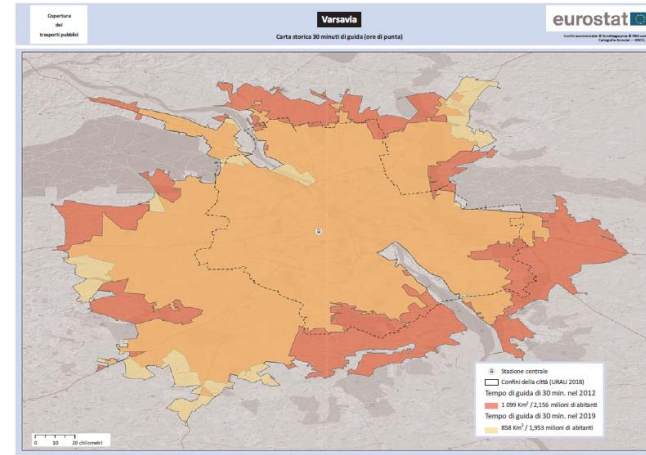 Copertura
dei
trasporti pubblici
Varsavia
Carta storica 30 minuti di guida (ore di punta)
eurostat
Stazione centrale
Confini della città (URAU 2018)
Tempo di guida di 30 min. nel 2012
1 099 Km² / 2,156 milioni di abitanti
Tempo di guida di 30 min. nel 2019
858 Km² / 1,953 milioni di abitanti
0 10 20 chilometri